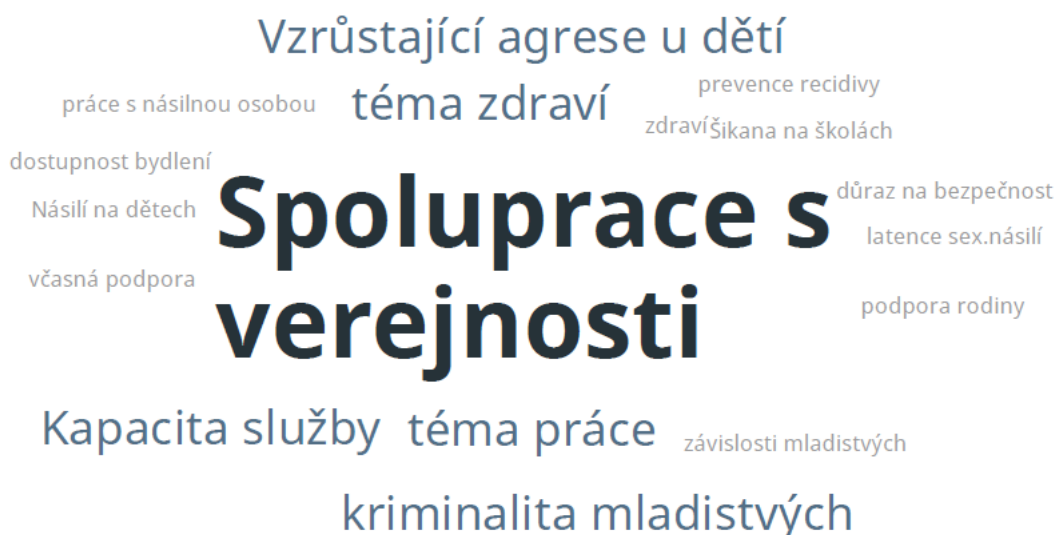 Vzrůstající agrese u dětí
prevence recidivy
práce s násilnou osobou
téma zdraví
zdraví
Šikana na školách
dostupnost bydlení
Spoluprace s
verejnosti
důraz na bezpečnost
Násilí na dětech
latence sex.násilí
včasná podpora
podpora rodiny
Kapacita služby
téma práce
závislosti mladistvých
kriminalita mladistvých